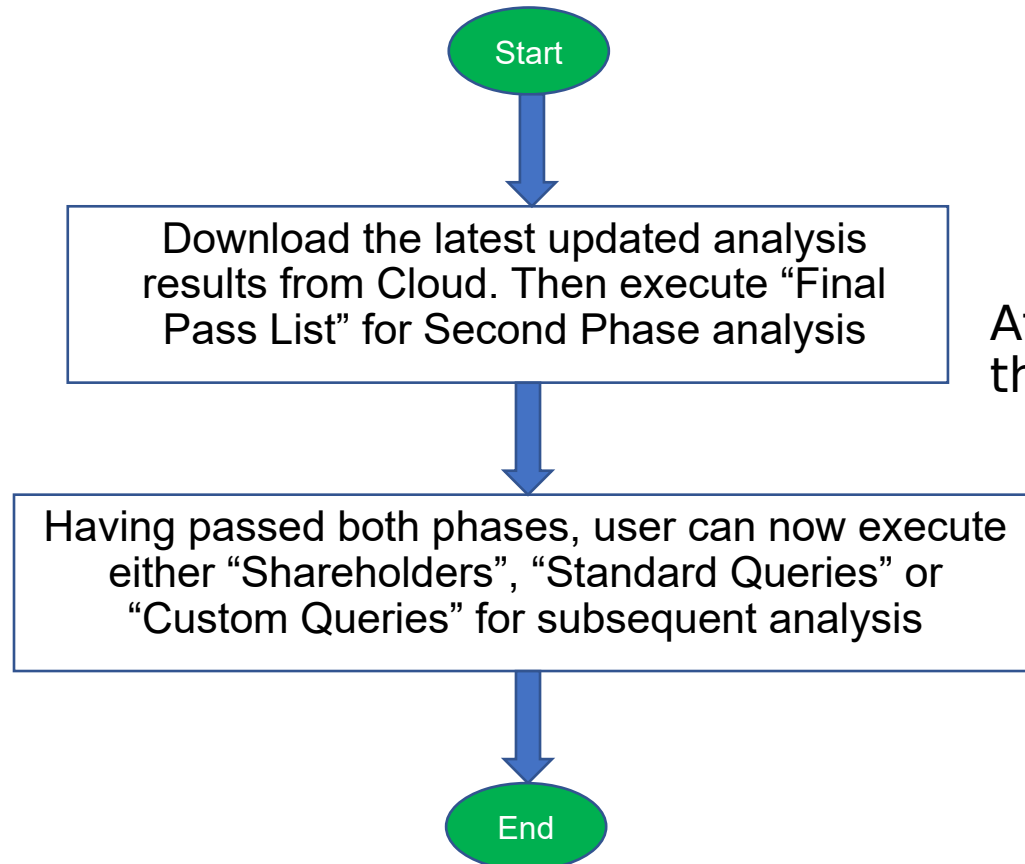 Start
Download the latest updated analysis
results from Cloud. Then execute “Final
Pass List” for Second Phase analysis
Having passed both phases, user can now execute
either “Shareholders”, “Standard Queries” or
“Custom Queries” for subsequent analysis
End